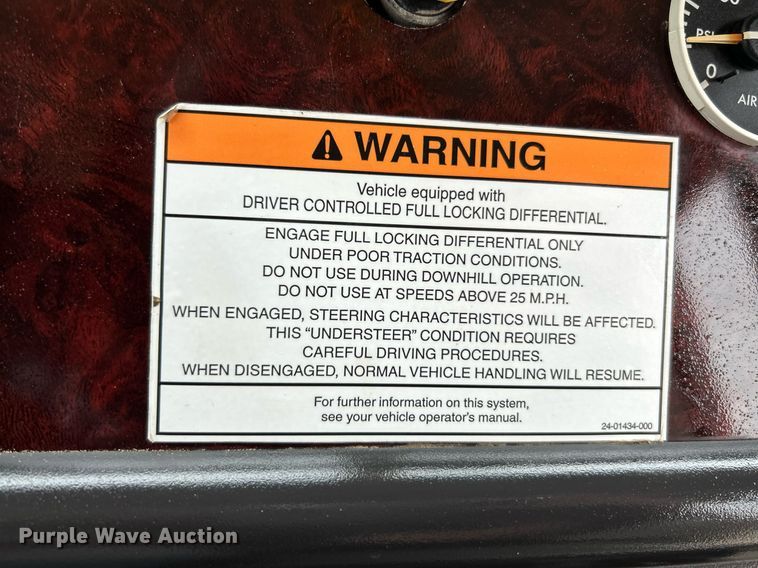 PSI
0
AIR
WARNING
Vehicle equipped with
DRIVER CONTROLLED FULL LOCKING DIFFERENTIAL.
ENGAGE FULL LOCKING DIFFERENTIAL ONLY
UNDER POOR TRACTION CONDITIONS.
DO NOT USE DURING DOWNHILL OPERATION.
DO NOT USE AT SPEEDS ABOVE 25 M.P.H.
WHEN ENGAGED, STEERING CHARACTERISTICS WILL BE AFFECTED.
THIS “UNDERSTEER” CONDITION REQUIRES
CAREFUL DRIVING PROCEDURES.
WHEN DISENGAGED, NORMAL VEHICLE HANDLING WILL RESUME.
For further information on this system,
see your vehicle operator's manual.
24-01434-000
Purple Wave Auction